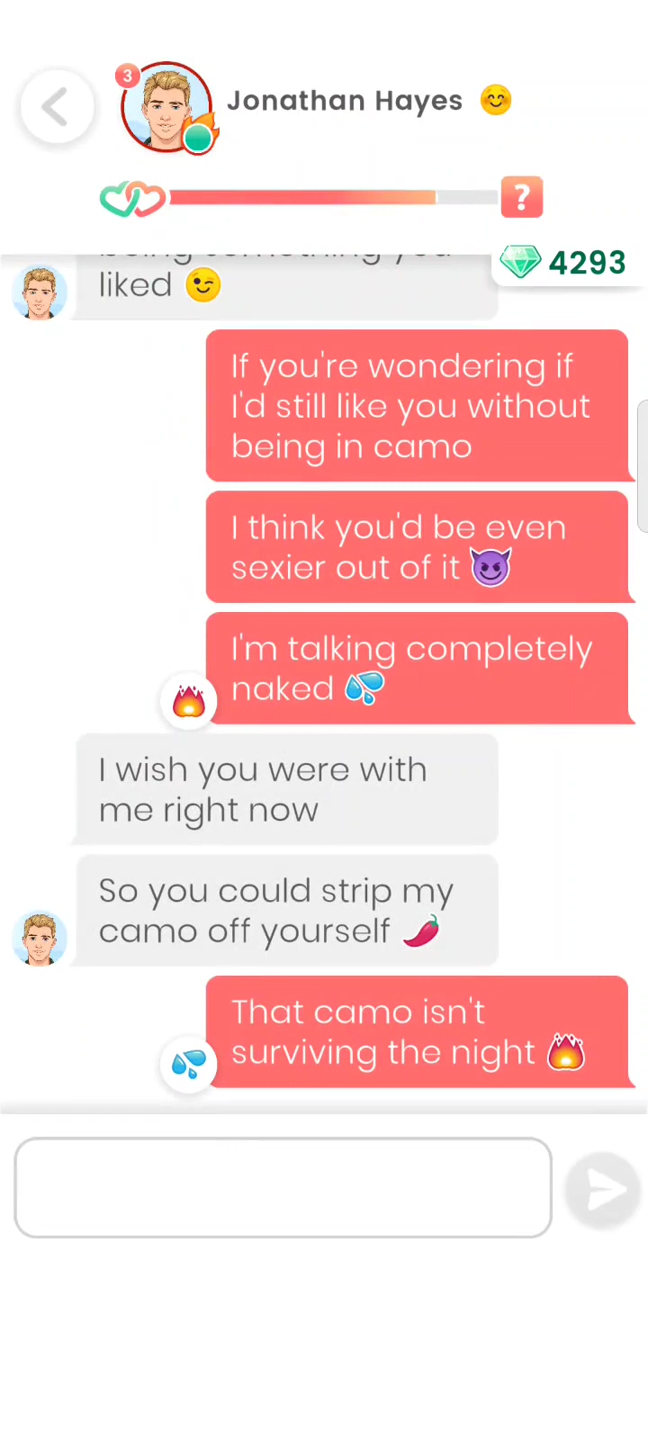 3
Jonathan Hayes
?
4293
liked
If you're wondering if
I'd still like you without
being in camo
I think you'd be even
sexier out of it
I'm talking completely
naked
I wish you were with
me right now
So you could strip my
camo off yourself
That camo isn't
surviving the night